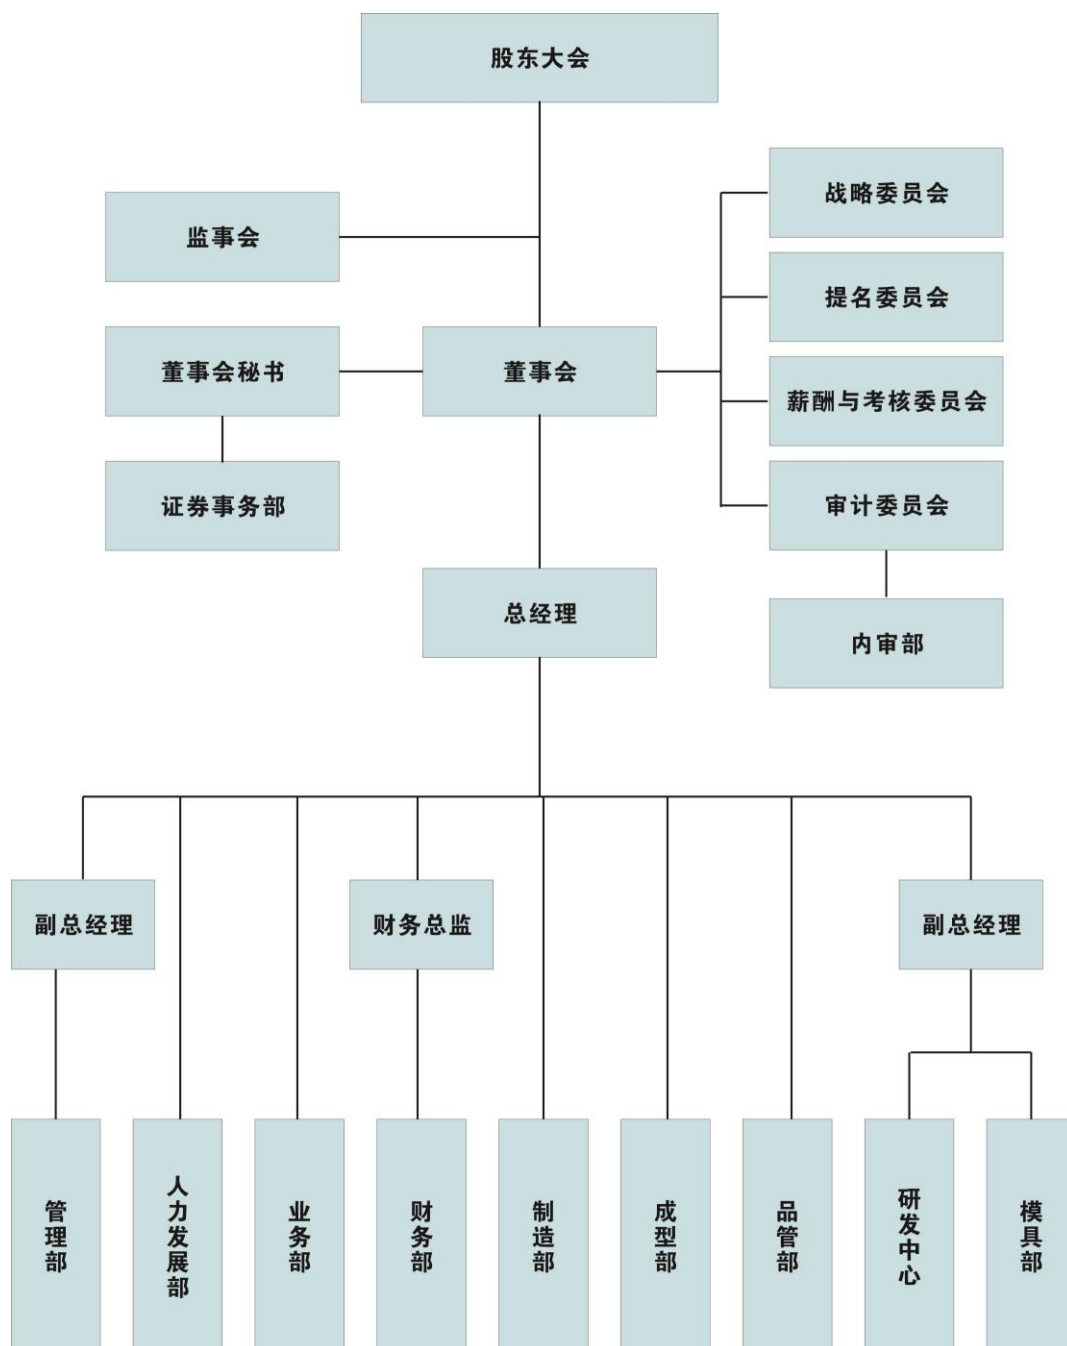 股东大会
战略委员会
监事会
提名委员会
董事会秘书
董事会
薪酬与考核委员会
证券事务部
审计委员会
总经理
内审部
副总经理
财务总监
副总经理
管理部
人力发展部
业务部
财务部
制造部
成型部
品管部
研发中心
模具部